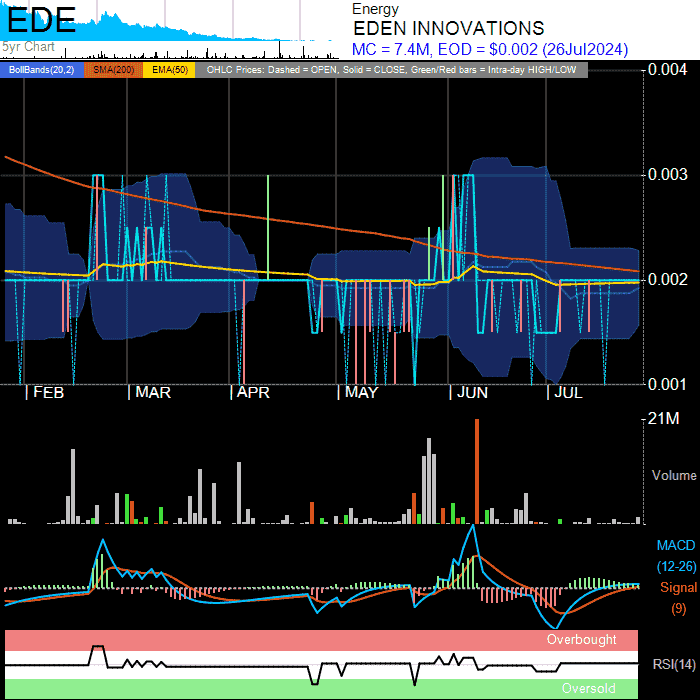 EDE
5yr Chart
Energy
EDEN INNOVATIONS
MC = 7.4M, EOD = $0.002 (26Jul2024)
BollBands(20,2) SMA(200) EMA(50) OHLC Prices: Dashed = OPEN, Solid = CLOSE, Green/Red bars = Intra-day HIGH/LOW
0.004
0.003
0.002
0.001
FEB MAR APR MAY JUN JUL
21M
Volume
MACD
(12-26)
Signal
(9)
Overbought
RSI(14)
Oversold